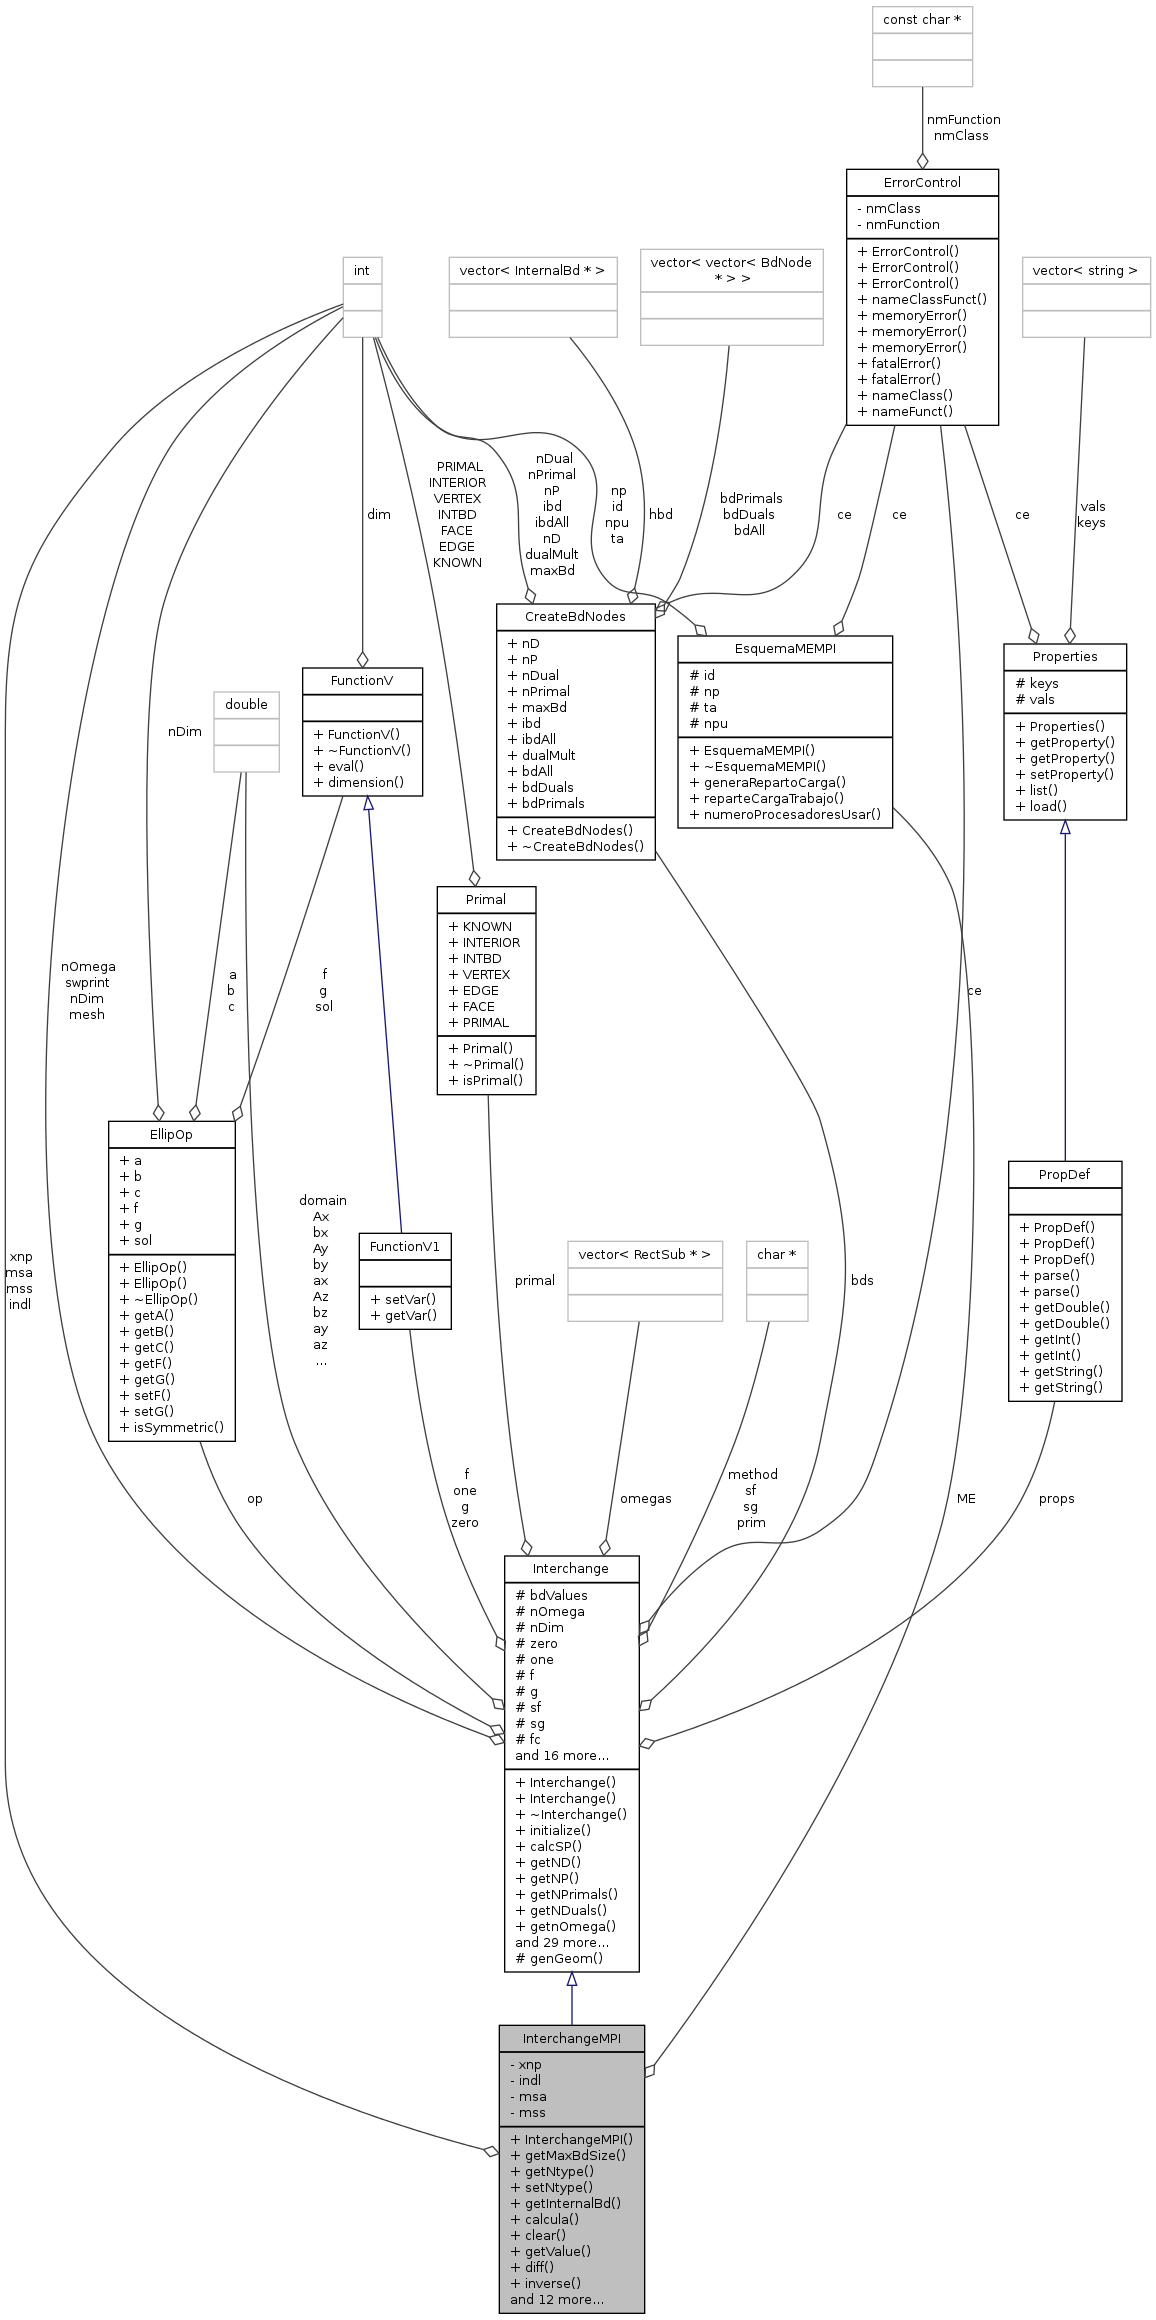 const char *
nmFunction
nmClass
ErrorControl
- nmClass
- nmFunction
+ ErrorControl()
+ ErrorControl()
+ ErrorControl()
+ nameClassFunct()
+ memoryError()
+ memoryError()
+ memoryError()
+ fatalError()
+ fatalError()
+ nameClass()
+ nameFunct()
int
vector< InternalBd * >
vector< vector< BdNode
* > >
vector< string >
dim
PRIMAL
INTERIOR
VERTEX
INTBD
FACE
EDGE
KNOWN
nDual
nPrimal
nP
ibd
ibdAll
nD
dualMult
maxBd
np
id
npu
ta
hbd
bdPrimals
bdDuals
bdAll
ce
ce
ce
vals
keys
CreateBdNodes
+ nD
+ nP
+ nDual
+ nPrimal
+ maxBd
+ ibd
+ ibdAll
+ dualMult
+ bdAll
+ bdDuals
+ bdPrimals
+ CreateBdNodes()
+ ~CreateBdNodes()
EsquemaMEMPI
# id
# np
# ta
# npu
+ EsquemaMEMPI()
+ ~EsquemaMEMPI()
+ generaRepartoCarga()
+ reparteCargaTrabajo()
+ numeroProcesadoresUsar()
Properties
# keys
# vals
+ Properties()
+ getProperty()
+ getProperty()
+ setProperty()
+ list()
+ load()
FunctionV
+ FunctionV()
+ ~FunctionV()
+ eval()
+ dimension()
double
nDim
Primal
+ KNOWN
+ INTERIOR
+ INTBD
+ VERTEX
+ EDGE
+ FACE
+ PRIMAL
+ Primal()
+ ~Primal()
+ isPrimal()
nOmega
swprint
nDim
mesh
a
b
c
f
g
sol
ce
EllipOp
+ a
+ b
+ c
+ f
+ g
+ sol
+ EllipOp()
+ EllipOp()
+ ~EllipOp()
+ getA()
+ getB()
+ getC()
+ getF()
+ getG()
+ setF()
+ setG()
+ isSymmetric()
PropDef
+ PropDef()
+ PropDef()
+ PropDef()
+ parse()
+ parse()
+ getDouble()
+ getDouble()
+ getInt()
+ getInt()
+ getString()
+ getString()
xnp
msa
mss
indl
domain
Ax
bx
Ay
by
ax
Az
bz
ay
az
...
FunctionV1
+ setVar()
+ getVar()
primal
vector< RectSub * >
char *
bds
op
f
one
g
zero
omegas
method
sf
sg
prim
ME
props
Interchange
# bdValues
# nOmega
# nDim
# zero
# one
# f
# g
# sf
# sg
# fc
and 16 more...
+ Interchange()
+ Interchange()
+ ~Interchange()
+ initialize()
+ calcSP()
+ getND()
+ getNP()
+ getNPrimals()
+ getNDuals()
+ getnOmega()
and 29 more...
# genGeom()
InterchangeMPI
- xnp
- indl
- msa
- mss
+ InterchangeMPI()
+ getMaxBdSize()
+ getNtype()
+ setNtype()
+ getInternalBd()
+ calcula()
+ clear()
+ getValue()
+ diff()
+ inverse()
and 12 more...